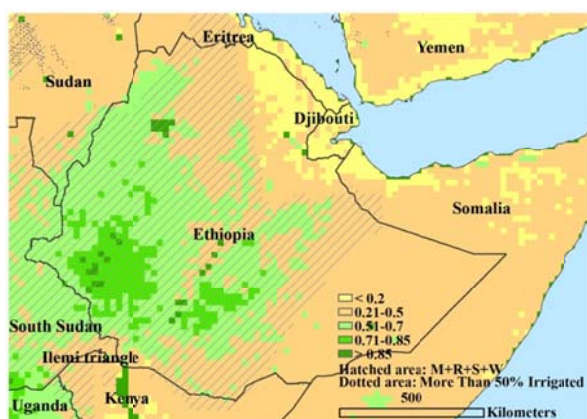 Eritrea
Yemen
Sudan
Djibouti
Somalia
Ethiopia
< 0.2
0.21-0.5
0.51-0.7
South Sudan
0.71-0.85
> 0.85
Ilemi triangle
Hatched area: M+R+S+W
Dotted area: More Than 50% Irrigated
Uganda
Kenya
500
Kilometers